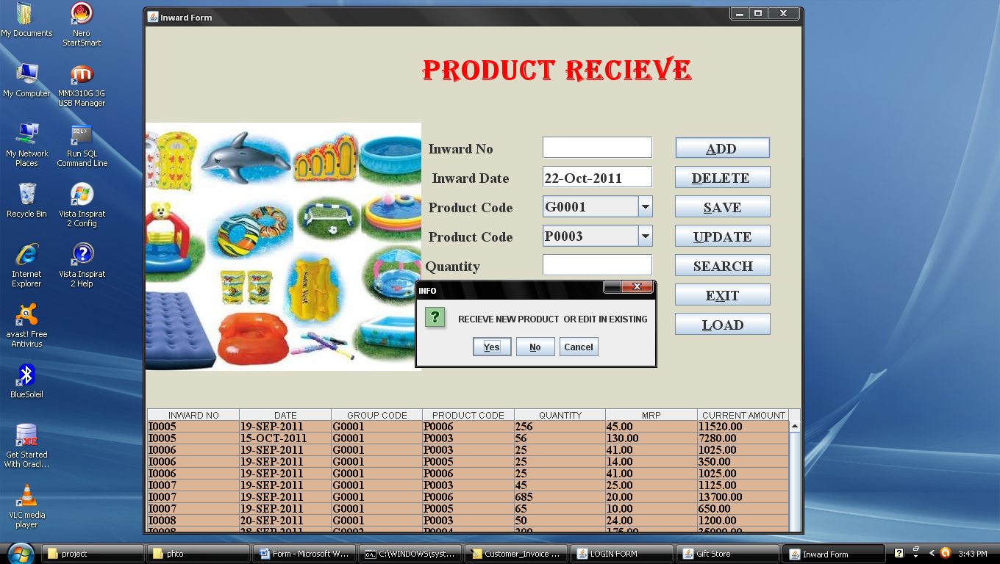 My Documents
Nero
StartSmart
My Computer
MMX310G 3G
USB Manager
My Network
Places
SQL>
Run SQL
Command Line
Recycle Bin
Vista Inspirat
2 Config
Internet
Explorer
Vista Inspirat
2 Help
avast! Free
Antivirus
BlueSoleil
XE
Get Started
With Oracl...
VLC media
player
Inward Form
PRODUCT RECIEVE
Swim Vest
Inward No
ADD
Inward Date
22-Oct-2011
DELETE
Product Code
G0001
SAVE
Product Code
P0003
UPDATE
Quantity
SEARCH
EXIT
LOAD
INFO
RECIEVE NEW PRODUCT OR EDIT IN EXISTING
Yes No Cancel
INWARD NO DATE GROUP CODE PRODUCT CODE QUANTITY MRP CURRENT AMOUNT
I0005 19-SEP-2011 G0001 P0006 256 45.00 11520.00
I0005 15-OCT-2011 G0001 P0003 56 130.00 7280.00
I0006 19-SEP-2011 G0001 P0003 25 41.00 1025.00
I0006 19-SEP-2011 G0001 P0005 25 14.00 350.00
I0006 19-SEP-2011 G0001 P0006 25 41.00 1025.00
I0007 19-SEP-2011 G0001 P0003 45 25.00 1125.00
I0007 19-SEP-2011 G0001 P0006 685 20.00 13700.00
I0007 19-SEP-2011 G0001 P0005 65 10.00 650.00
I0008 20-SEP-2011 G0001 P0003 50 24.00 1200.00
project
phto
Form - Microsoft W...
C:\WINDOWS\syst...
Customer_Invoice
LOGIN FORM
Gift Store
Inward Form
3:43 PM